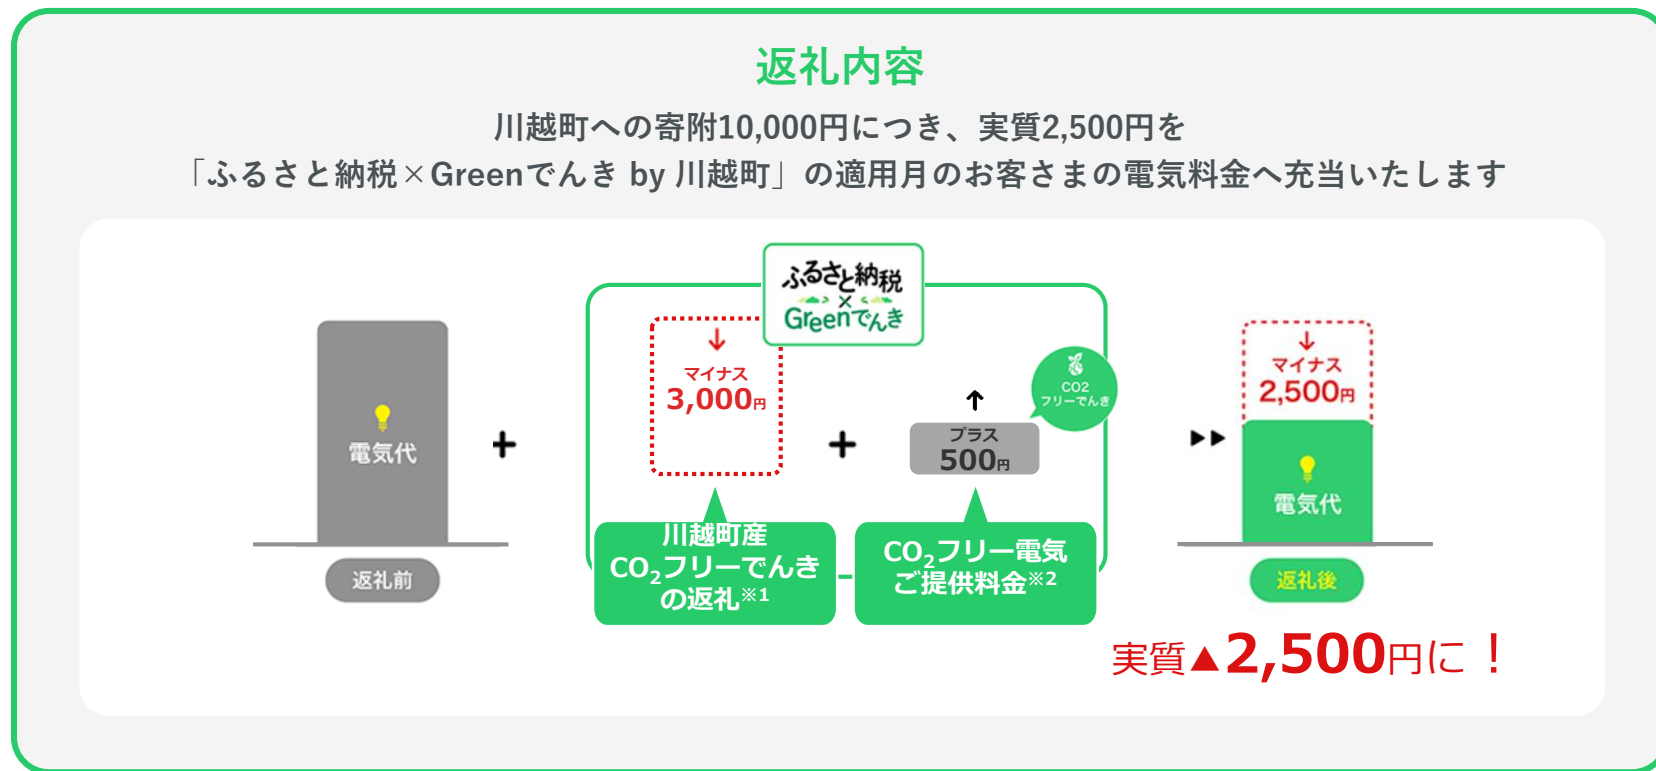 返礼内容
川越町への寄附10,000円につき、実質2,500円を
「ふるさと納税×Greenでんき by 川越町」の適用月のお客さまの電気料金へ充当いたします
電気代
返礼前
+
ふるさと納税
×
Greenでんき
↓
マイナス
3,000円
川越町産
CO₂フリーでんき
の返礼※1
+
CO2
フリーでんき
↑
プラス
500円
CO₂フリー電気
ご提供料金※2
▶▶
↓
マイナス
2,500円
電気代
返礼後
実質▲2,500円に！